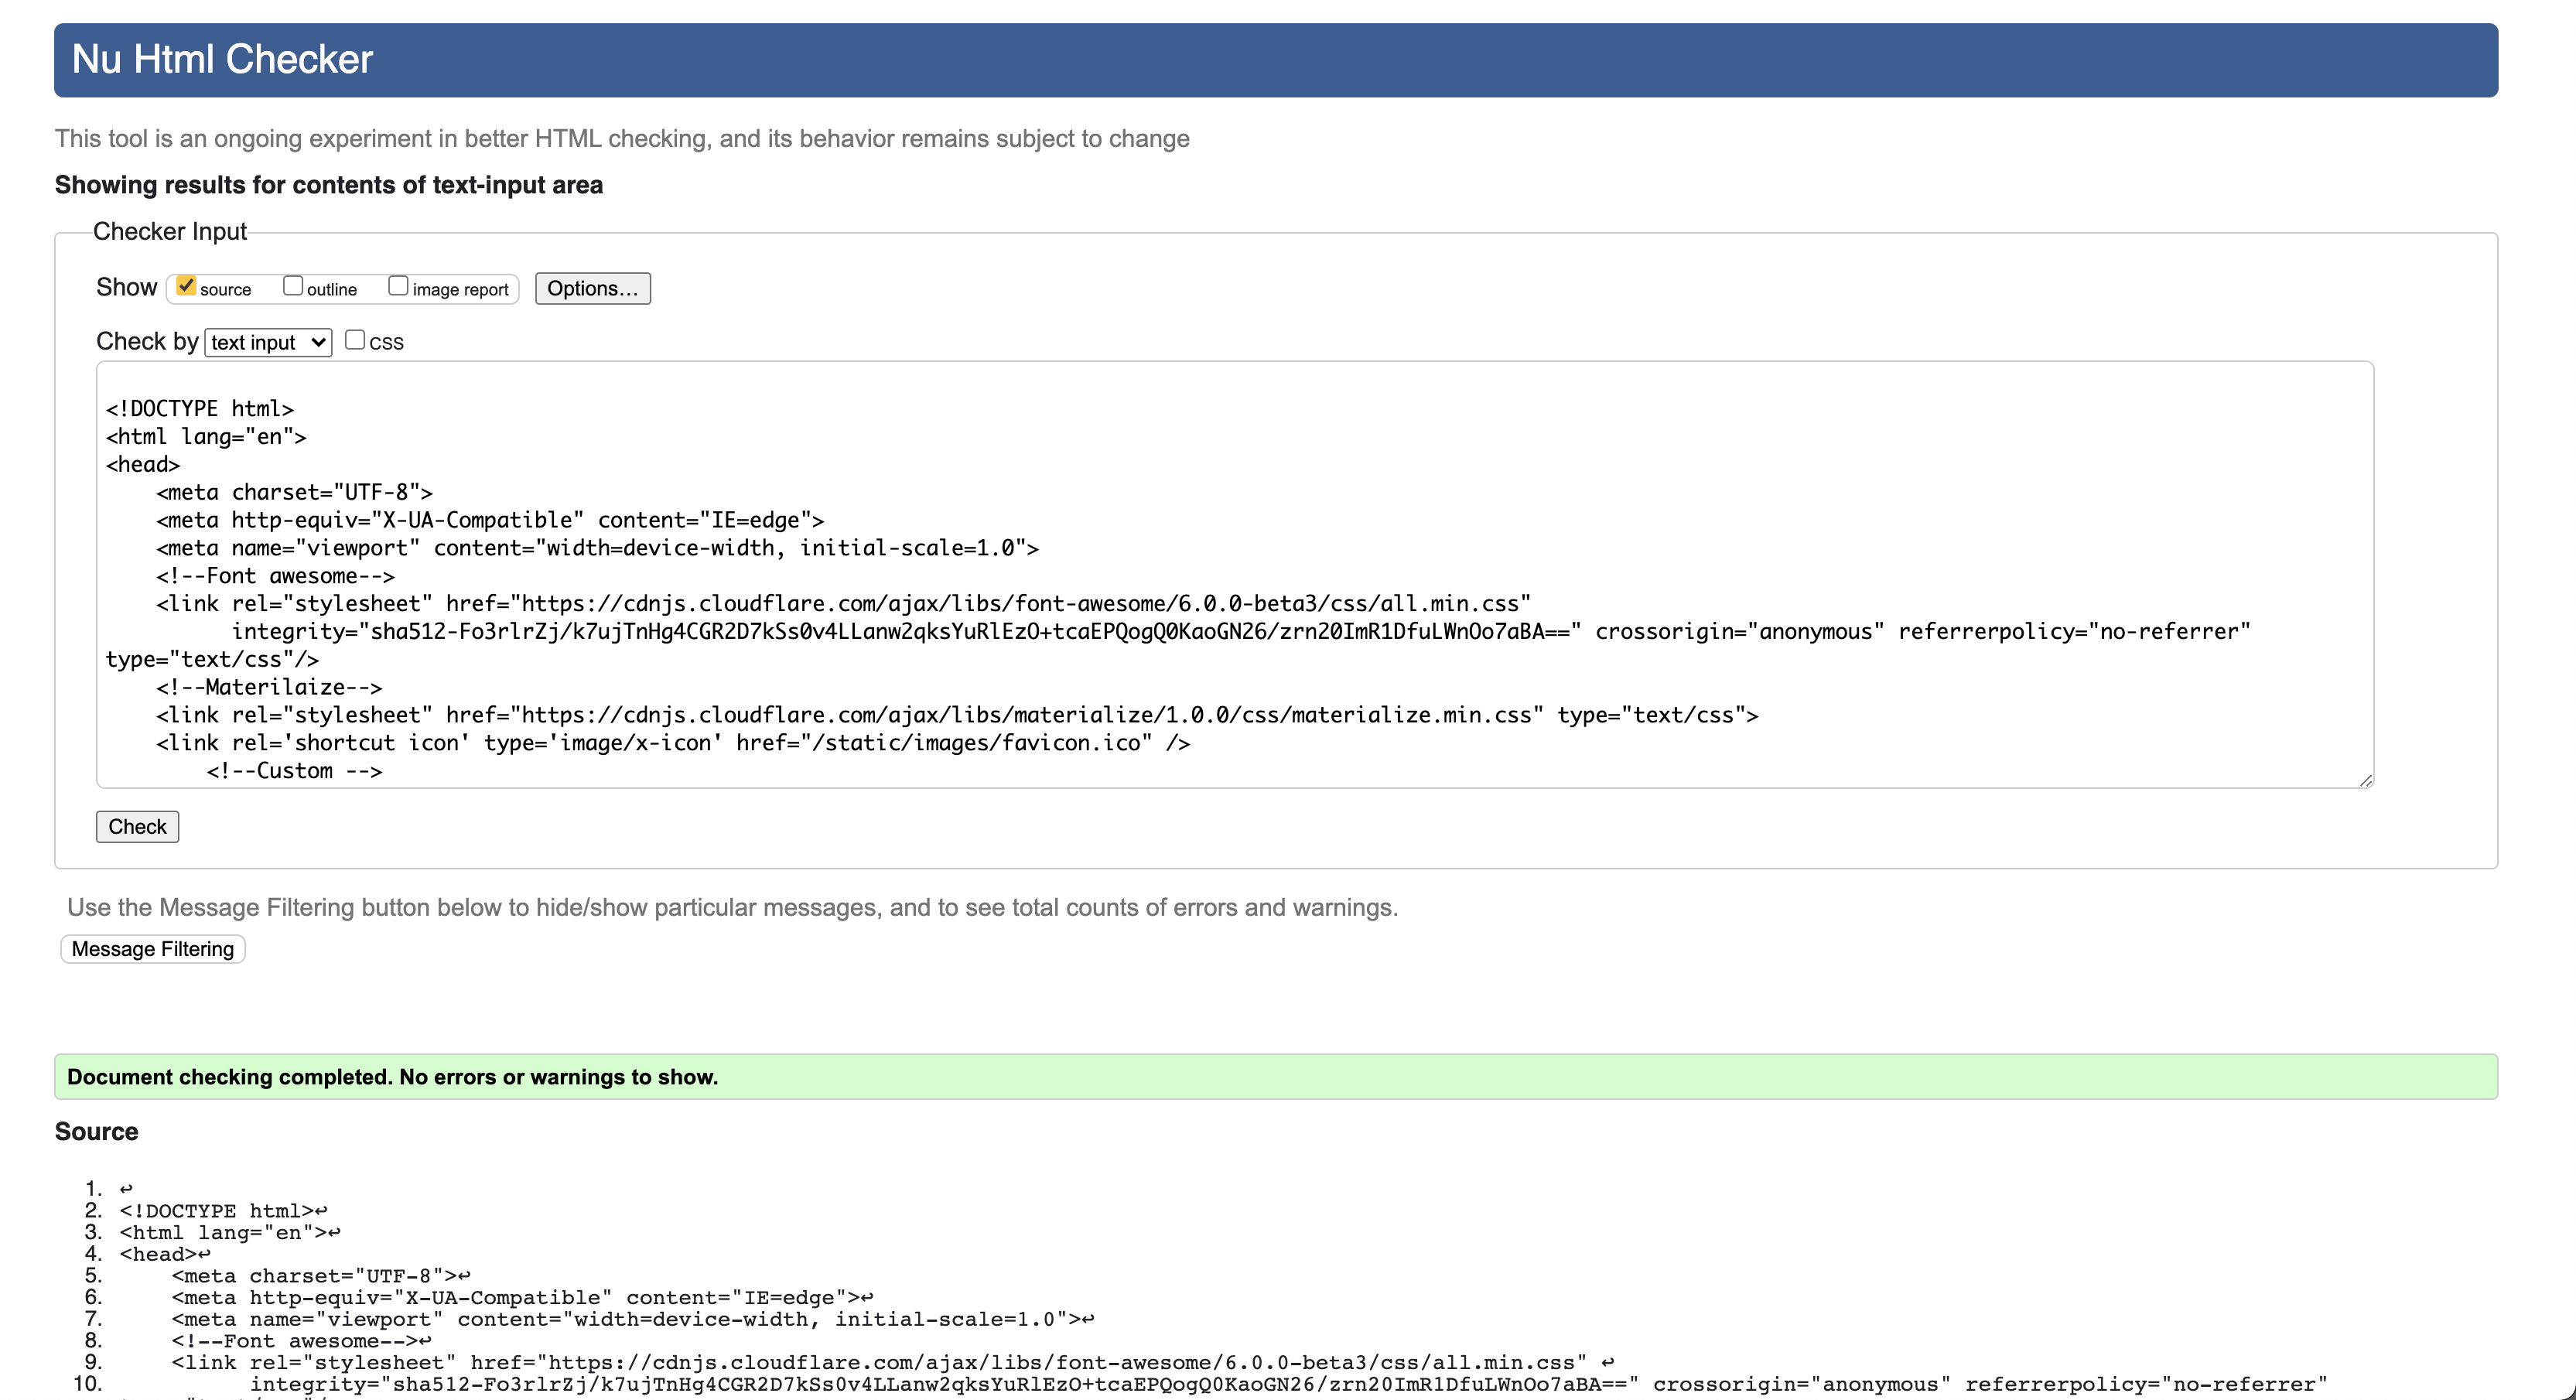 Nu Html Checker
This tool is an ongoing experiment in better HTML checking, and its behavior remains subject to change
Showing results for contents of text-input area
Checker Input
Show source outline image report Options...
Check by text input CSS
<!DOCTYPE html>
<html lang="en">
<head>
    <meta charset="UTF-8">
    <meta http-equiv="X-UA-Compatible" content="IE=edge">
    <meta name="viewport" content="width=device-width, initial-scale=1.0">
    <!--Font awesome-->
    <link rel="stylesheet" href="https://cdnjs.cloudflare.com/ajax/libs/font-awesome/6.0.0-beta3/css/all.min.css"
          integrity="sha512-Fo3rlrZj/k7ujTnHg4CGR2D7kSs0v4LLanw2qksYuRlEzO+tcaEPQogQ0KaoGN26/zrn20ImR1DfuLWnOo7aBA==" crossorigin="anonymous" referrerpolicy="no-referrer"
type="text/css"/>
    <!--Materilaize-->
    <link rel="stylesheet" href="https://cdnjs.cloudflare.com/ajax/libs/materialize/1.0.0/css/materialize.min.css" type="text/css">
    <link rel='shortcut icon' type='image/x-icon' href="/static/images/favicon.ico" />
        <!--Custom -->
Check
Use the Message Filtering button below to hide/show particular messages, and to see total counts of errors and warnings.
Message Filtering
Document checking completed. No errors or warnings to show.
Source
1. ↩
2. <!DOCTYPE html>↩
3. <html lang="en">↩
4. <head>↩
5.     <meta charset="UTF-8">↩
6.     <meta http-equiv="X-UA-Compatible" content="IE=edge">↩
7.     <meta name="viewport" content="width=device-width, initial-scale=1.0">↩
8.     <!--Font awesome-->↩
9.     <link rel="stylesheet" href="https://cdnjs.cloudflare.com/ajax/libs/font-awesome/6.0.0-beta3/css/all.min.css" ↩
10.           integrity="sha512-Fo3rlrZj/k7ujTnHg4CGR2D7kSs0v4LLanw2qksYuRlEzO+tcaEPQogQ0KaoGN26/zrn20ImR1DfuLWnOo7aBA==" crossorigin="anonymous" referrerpolicy="no-referrer"